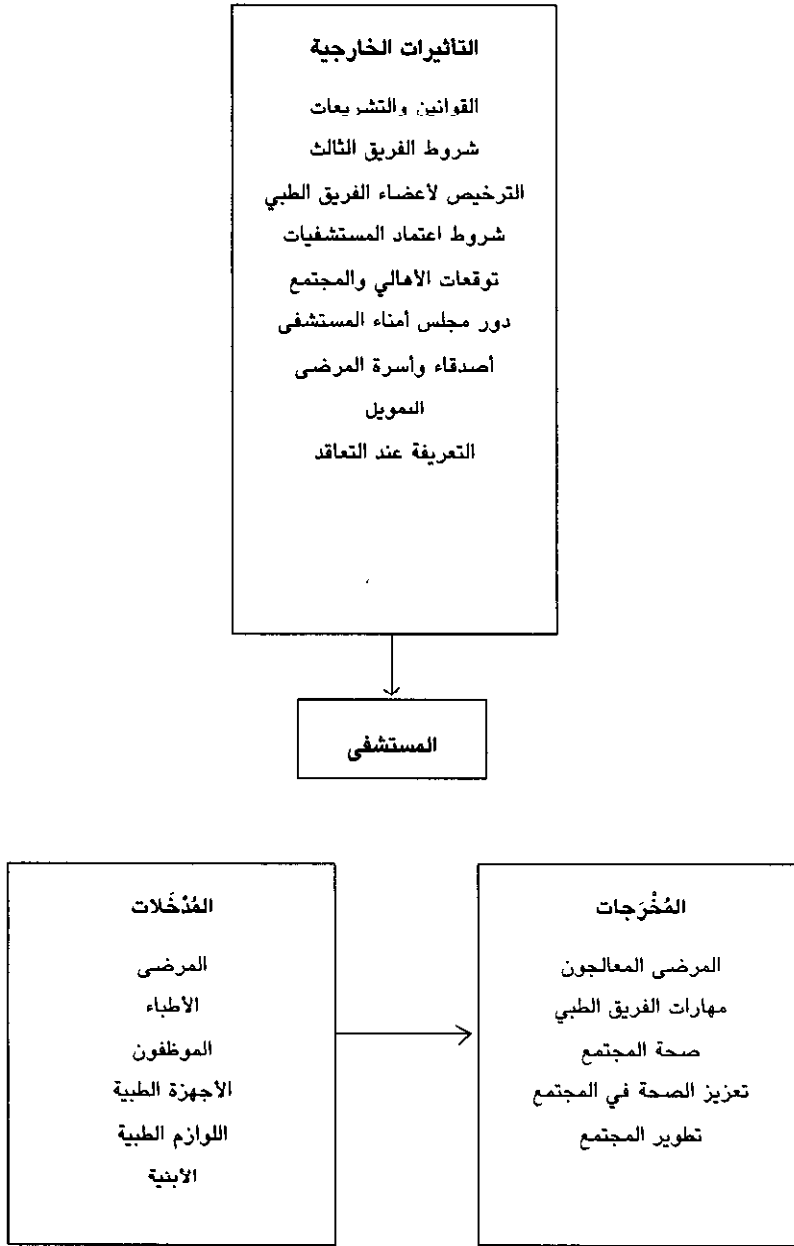 التأثيرات الخارجية
القوانين والتشريعات
شروط الفريق الثالث
الترخيص لأعضاء الفريق الطبي
شروط اعتماد المستشفيات
توقعات الأهالي والمجتمع
دور مجلس أمناء المستشفى
أصدقاء وأسرة المرضى
التمويل
التعريفة عند التعاقد
المستشفى
المُدْخَلات
المرضى
الأطباء
الموظفون
الأجهزة الطبية
اللوازم الطبية
الأبنية
المُخْرَجات
المرضى المعالجون
مهارات الفريق الطبي
صحة المجتمع
تعزيز الصحة في المجتمع
تطوير المجتمع